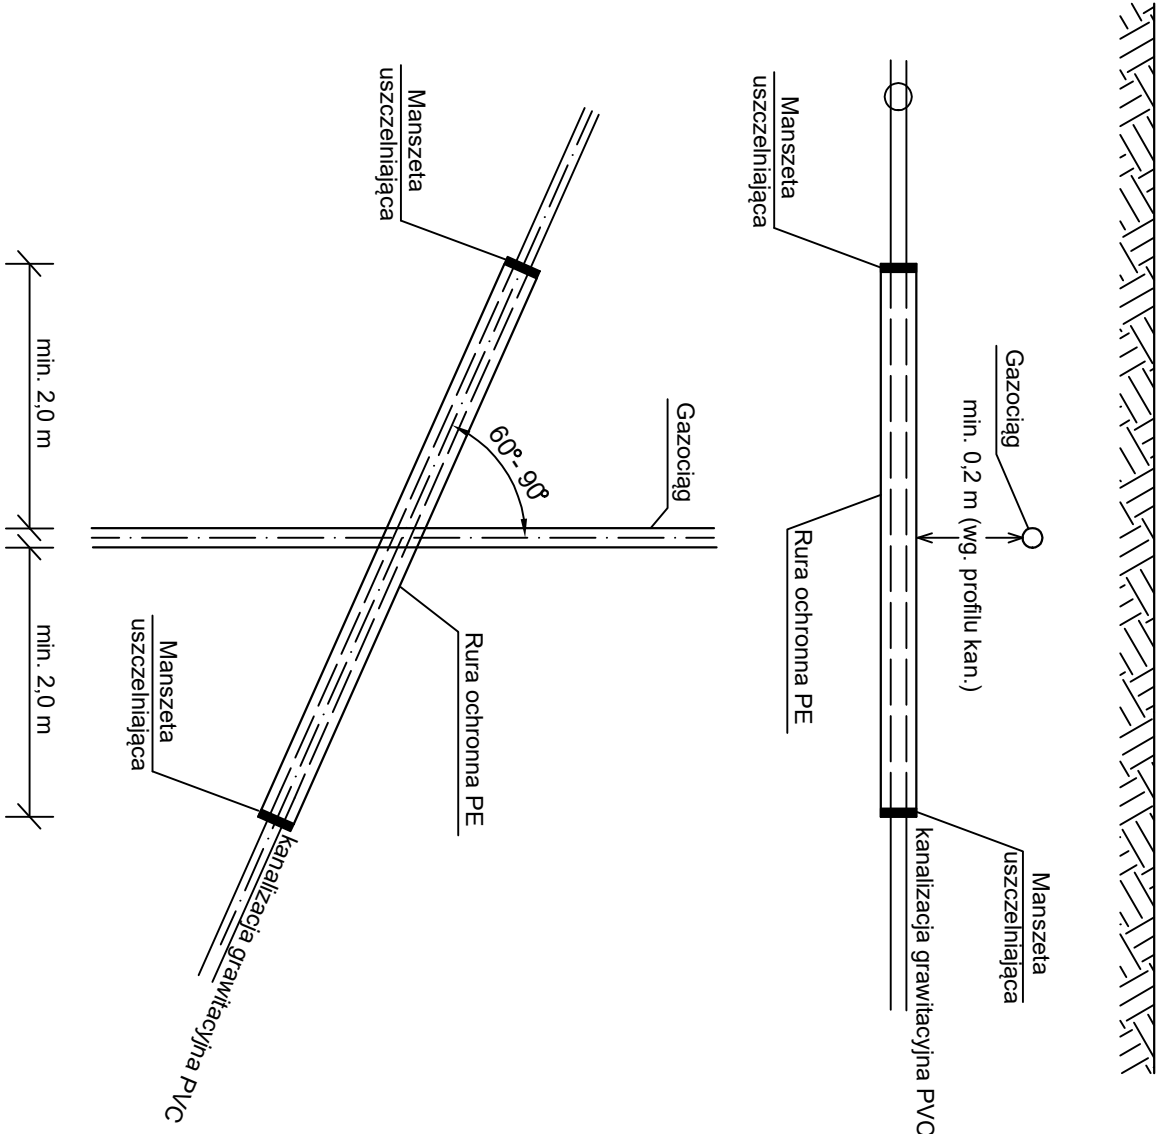 Gazociąg
min. 0,2 m (wg. profilu kan.)
Manszeta
uszczelniająca
Manszeta
uszczelniająca
kanalizacja grawitacyjna PVC
Rura ochronna PE
Gazociąg
60°- 90°
Manszeta
uszczelniająca
Rura ochronna PE
Manszeta
uszczelniająca
kanalizacja grawitacyjna PVC
min. 2,0 m
min. 2,0 m